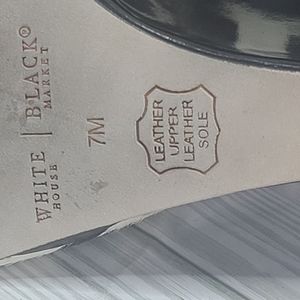 WHITE | BLACK®
HOUSE | MARKET
7M
LEATHER
UPPER
LEATHER
SOLE